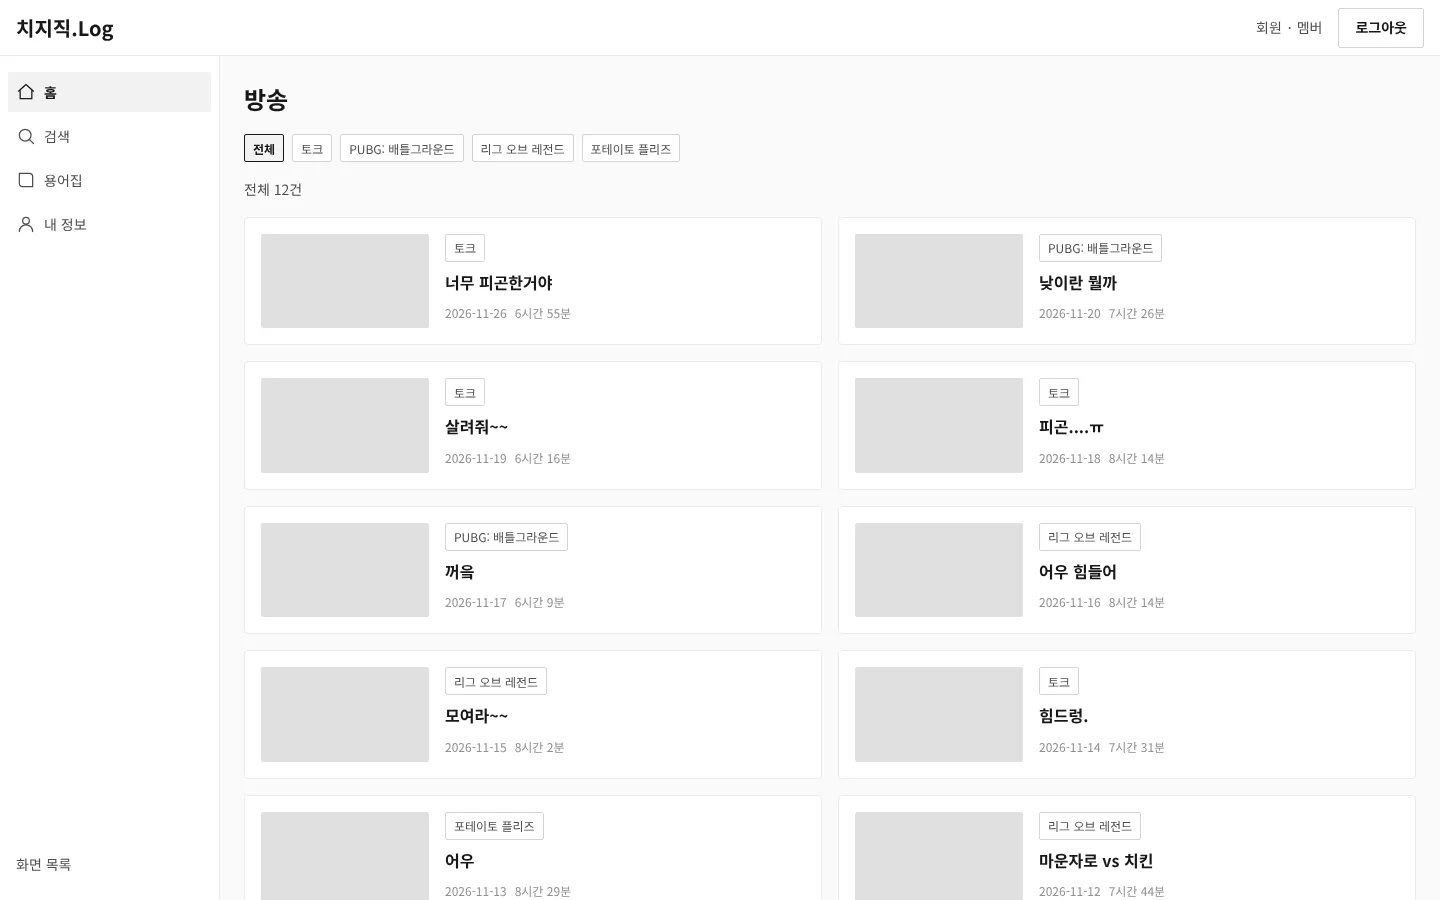 치지직.Log
회원 · 멤버
로그아웃
홈
검색
용어집
내 정보
화면 목록
방송
전체
토크
PUBG: 배틀그라운드
리그 오브 레전드
포테이토 플리즈
전체 12건
토크
너무 피곤한거야
2026-11-26 6시간 55분
PUBG: 배틀그라운드
낮이란 뭘까
2026-11-20 7시간 26분
토크
살려줘~~
2026-11-19 6시간 16분
토크
피곤....ㅠ
2026-11-18 8시간 14분
PUBG: 배틀그라운드
꺼읔
2026-11-17 6시간 9분
리그 오브 레전드
어우 힘들어
2026-11-16 8시간 14분
리그 오브 레전드
모여라~~
2026-11-15 8시간 2분
토크
힘드렁.
2026-11-14 7시간 31분
포테이토 플리즈
어우
2026-11-13 8시간 29분
리그 오브 레전드
마운자로 vs 치킨
2026-11-12 7시간 44분